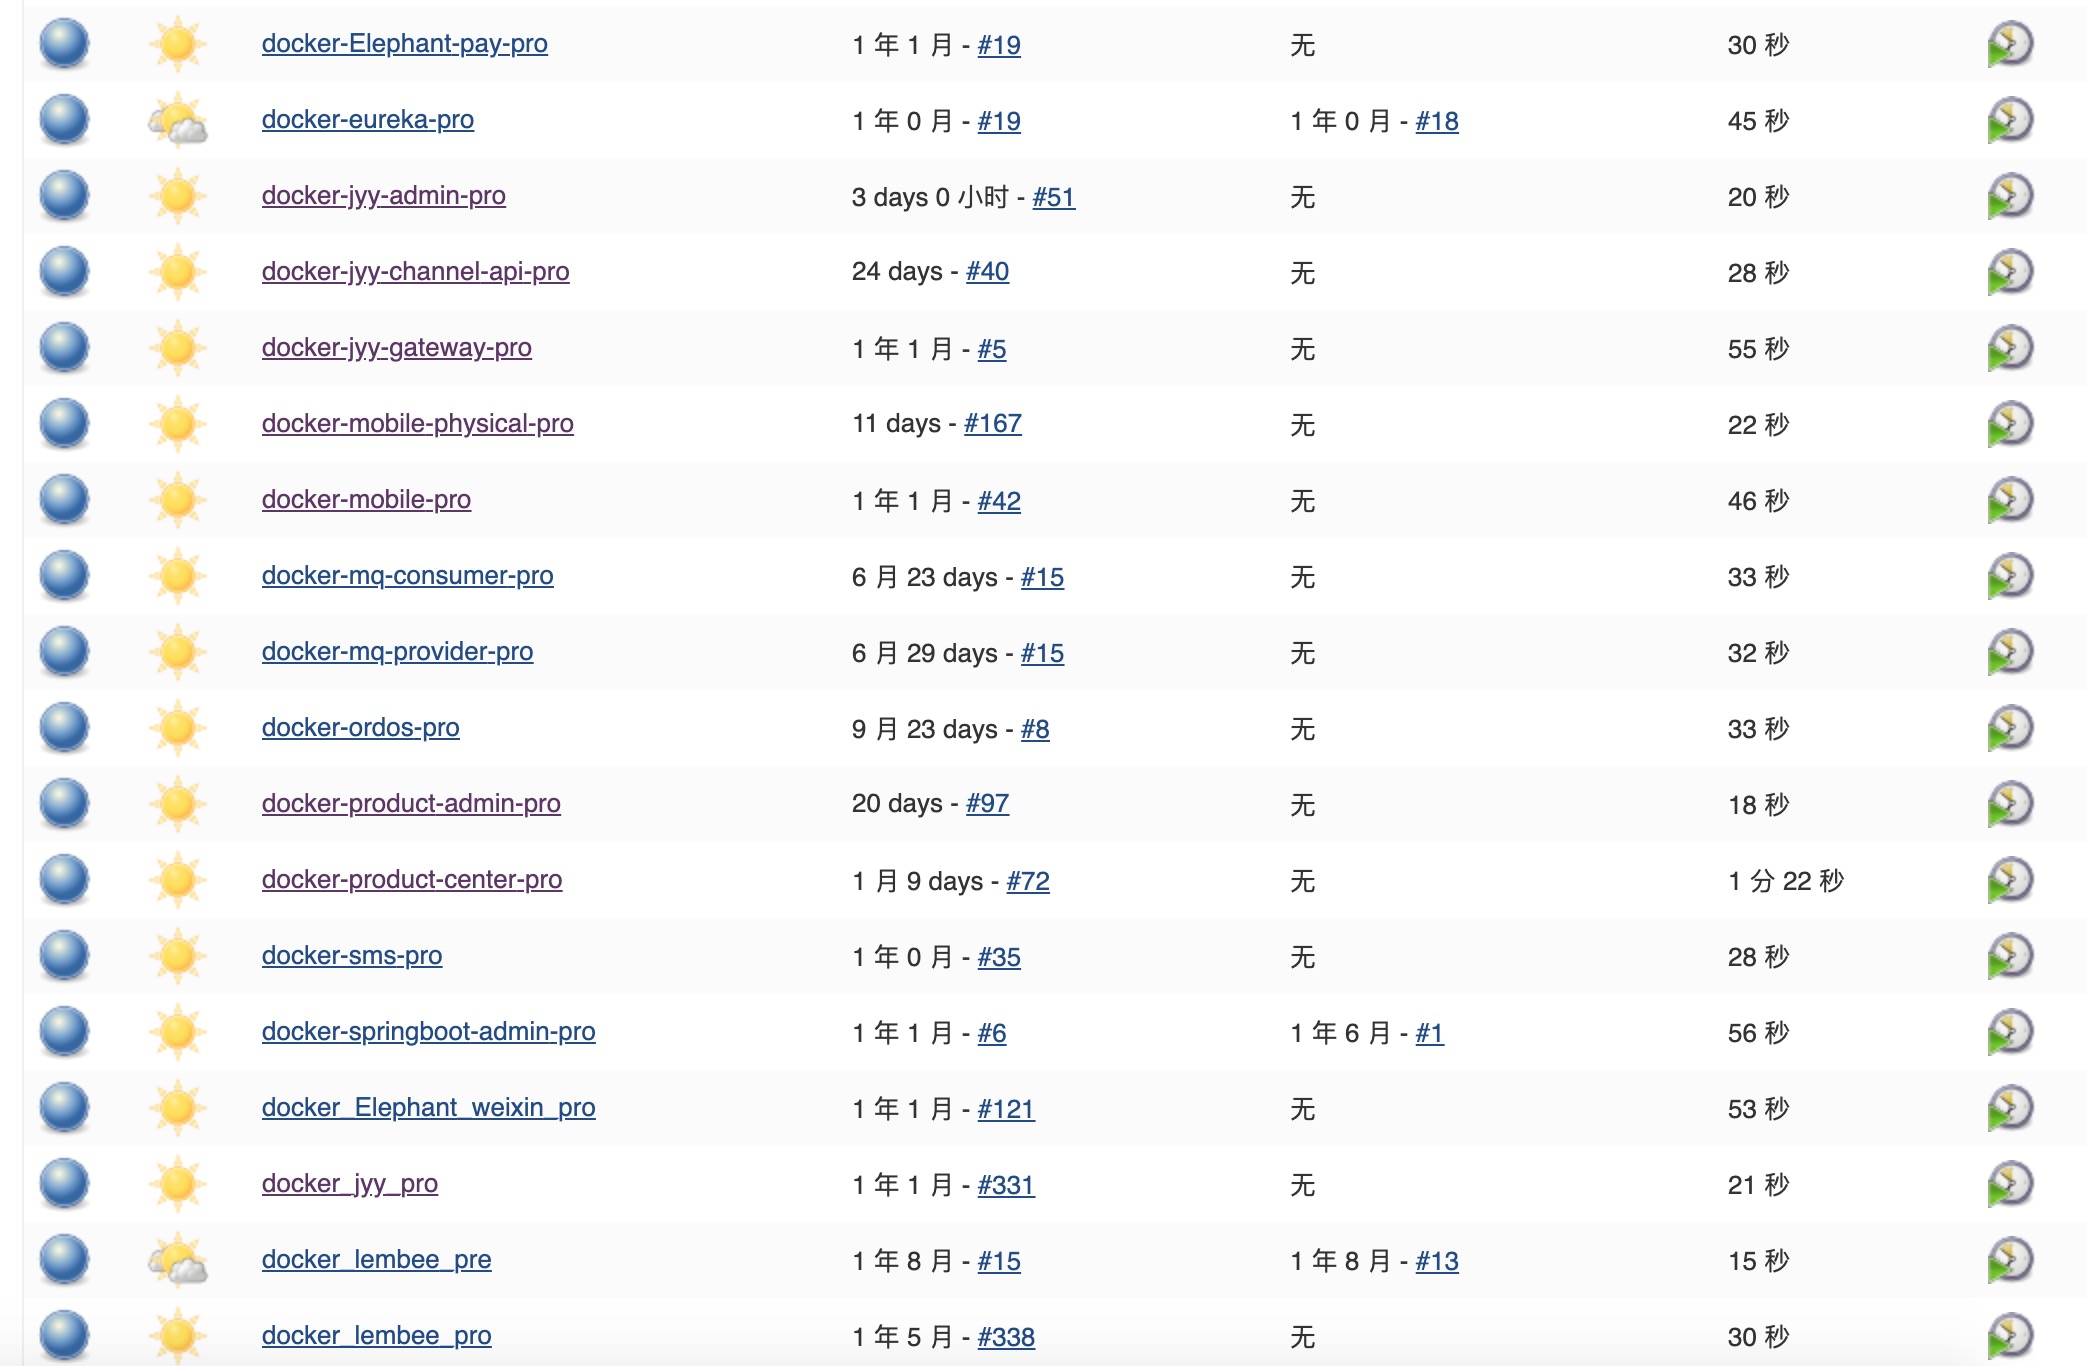 docker-Elephant-pay-pro 1 年 1 月 - #19 无 30 秒
docker-eureka-pro 1 年 0 月 - #19 1 年 0 月 - #18 45 秒
docker-jyy-admin-pro 3 days 0 小时 - #51 无 20 秒
docker-jyy-channel-api-pro 24 days - #40 无 28 秒
docker-jyy-gateway-pro 1 年 1 月 - #5 无 55 秒
docker-mobile-physical-pro 11 days - #167 无 22 秒
docker-mobile-pro 1 年 1 月 - #42 无 46 秒
docker-mq-consumer-pro 6 月 23 days - #15 无 33 秒
docker-mq-provider-pro 6 月 29 days - #15 无 32 秒
docker-ordos-pro 9 月 23 days - #8 无 33 秒
docker-product-admin-pro 20 days - #97 无 18 秒
docker-product-center-pro 1 月 9 days - #72 无 1 分 22 秒
docker-sms-pro 1 年 0 月 - #35 无 28 秒
docker-springboot-admin-pro 1 年 1 月 - #6 1 年 6 月 - #1 56 秒
docker_Elephant_weixin_pro 1 年 1 月 - #121 无 53 秒
docker_jyy_pro 1 年 1 月 - #331 无 21 秒
docker_lembee_pre 1 年 8 月 - #15 1 年 8 月 - #13 15 秒
docker_lembee_pro 1 年 5 月 - #338 无 30 秒